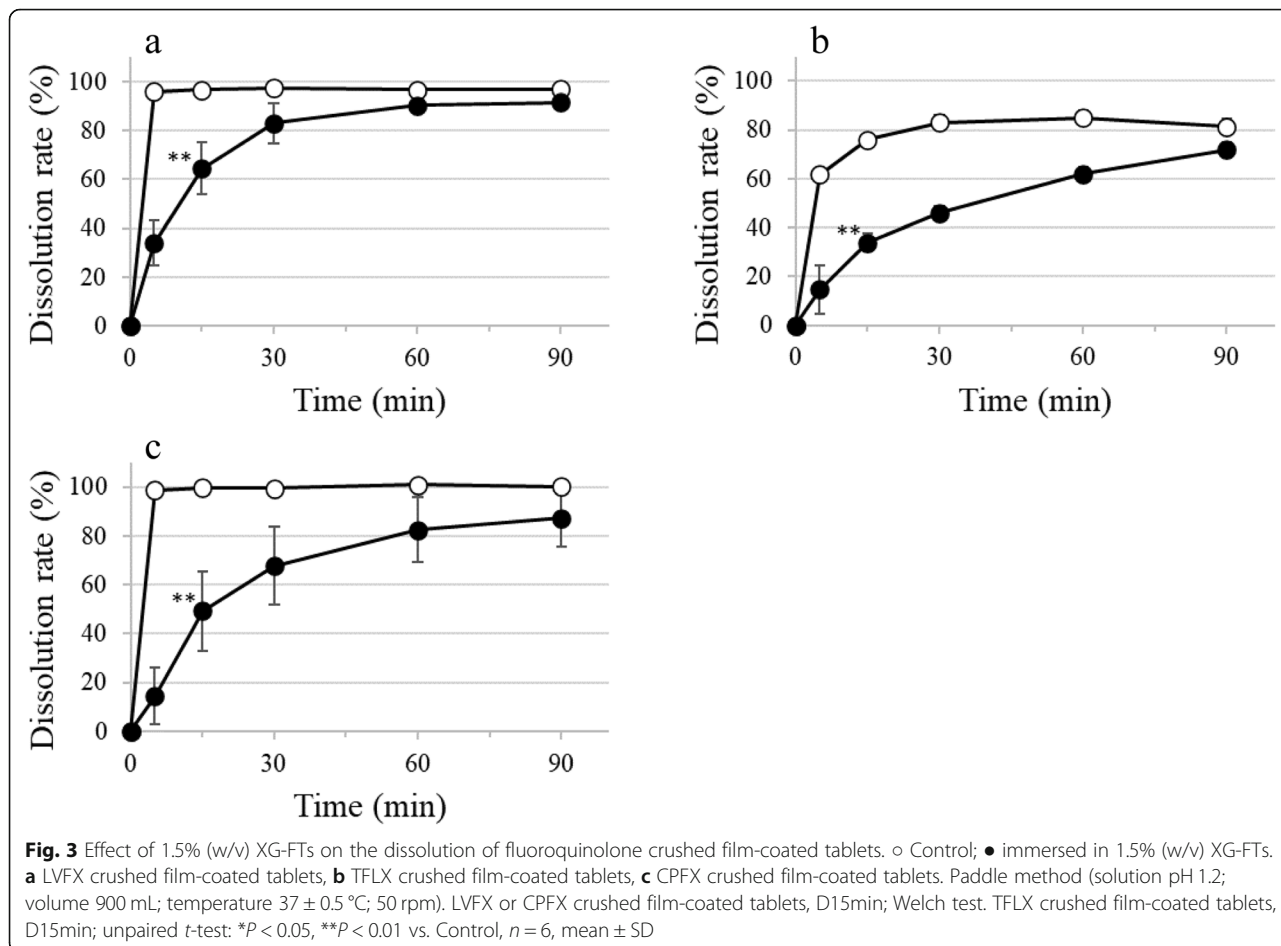 a
Dissolution rate (%)
100
80
60
40
20
0
**
0 30 60 90
Time (min)
b
Dissolution rate (%)
100
80
60
40
20
0
**
0 30 60 90
Time (min)
c
Dissolution rate (%)
100
80
60
40
20
0
**
0 30 60 90
Time (min)
Fig. 3 Effect of 1.5% (w/v) XG-FTs on the dissolution of fluoroquinolone crushed film-coated tablets. ○ Control; ● immersed in 1.5% (w/v) XG-FTs.
a LVFX crushed film-coated tablets, b TFLX crushed film-coated tablets, c CPFX crushed film-coated tablets. Paddle method (solution pH 1.2;
volume 900 mL; temperature 37 ± 0.5 °C; 50 rpm). LVFX or CPFX crushed film-coated tablets, D15min; Welch test. TFLX crushed film-coated tablets,
D15min; unpaired t-test: *P < 0.05, **P < 0.01 vs. Control, n = 6, mean ± SD